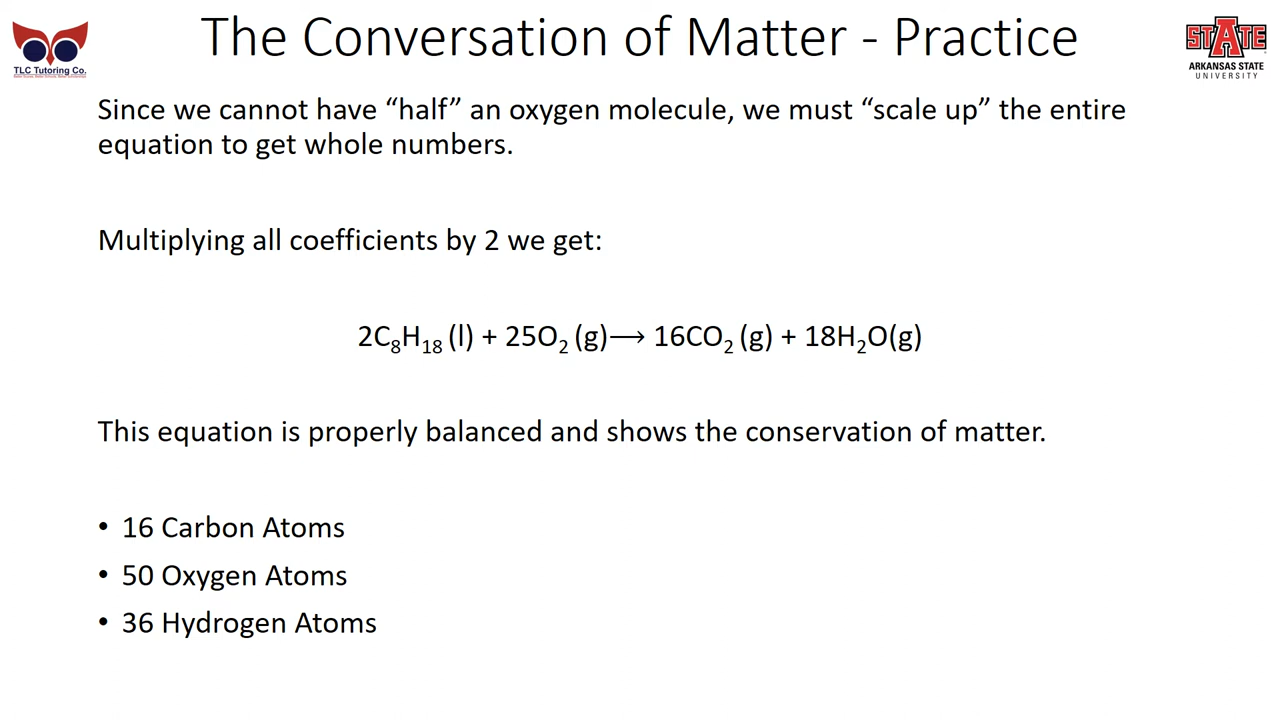 The Conversation of Matter - Practice
TLC Tutoring Co.
STATE
ARKANSAS STATE
UNIVERSITY
Since we cannot have “half” an oxygen molecule, we must “scale up” the entire
equation to get whole numbers.
Multiplying all coefficients by 2 we get:
2C₈H₁₈ (l) + 25O₂ (g)⟶ 16CO₂ (g) + 18H₂O(g)
This equation is properly balanced and shows the conservation of matter.
• 16 Carbon Atoms
• 50 Oxygen Atoms
• 36 Hydrogen Atoms